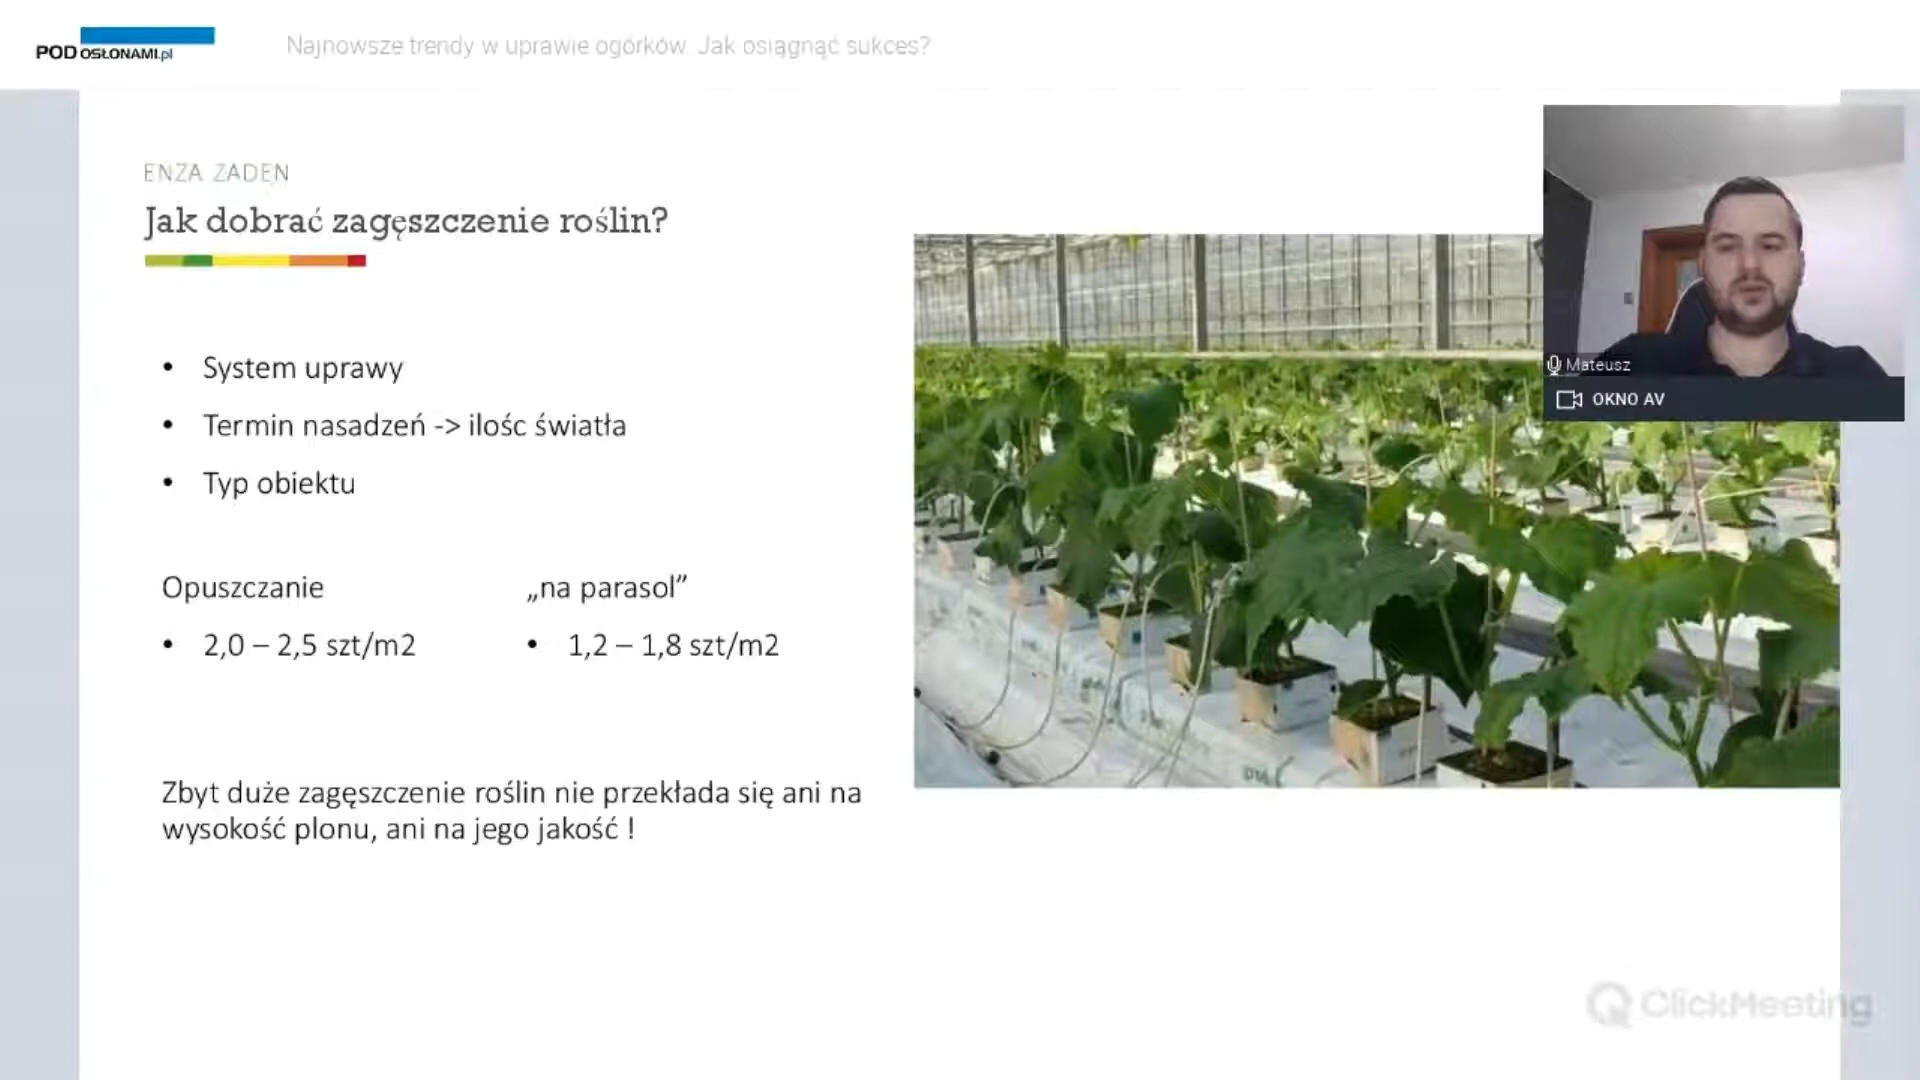 POD OSŁONAMI.pl
Najnowsze trendy w uprawie ogórków. Jak osiągnąć sukces?
ENZA ZADEN
Jak dobrać zagęszczenie roślin?
• System uprawy
• Termin nasadzeń -> ilośc światła
• Typ obiektu
Opuszczanie
• 2,0 – 2,5 szt/m2
„na parasol”
• 1,2 – 1,8 szt/m2
Zbyt duże zagęszczenie roślin nie przekłada się ani na
wysokość plonu, ani na jego jakość !
Mateusz
OKNO AV
ClickMeeting